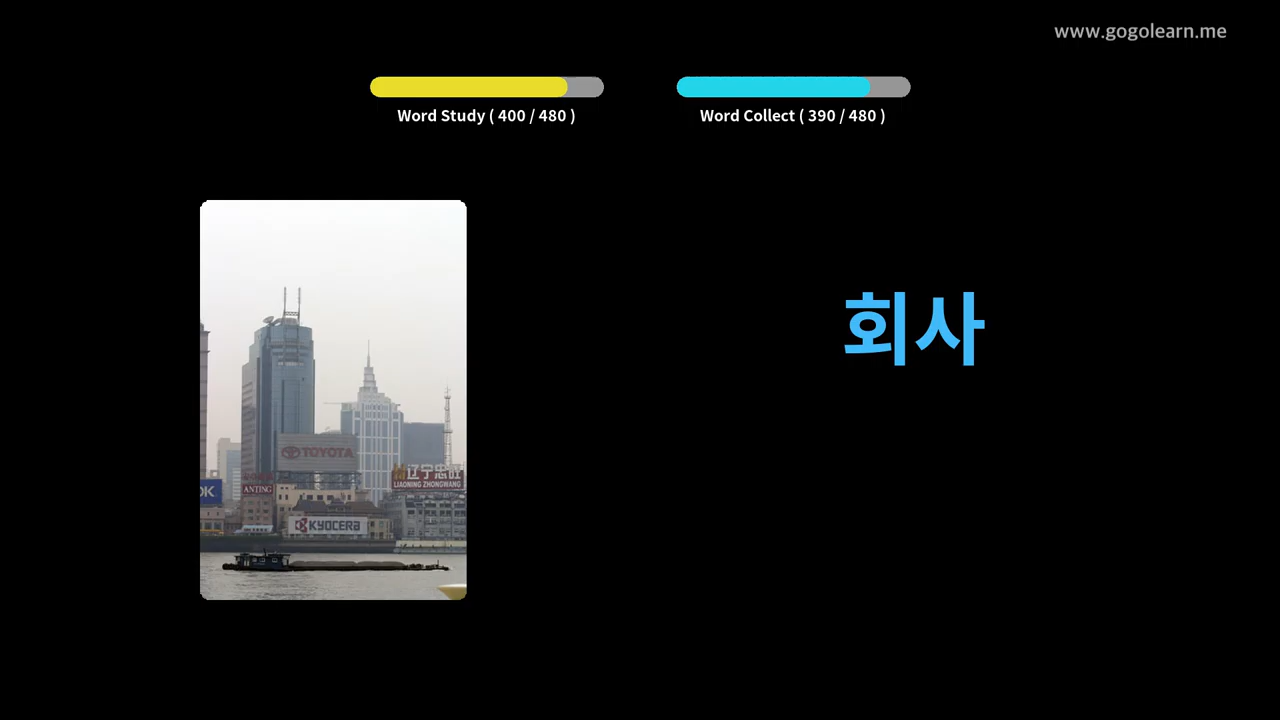 www.gogolearn.me
Word Study ( 400 / 480 )
Word Collect ( 390 / 480 )
회사
TOYOTA
辽宁忠旺
LIAONING ZHONGWANG
OK
ANTING
KYOCERA